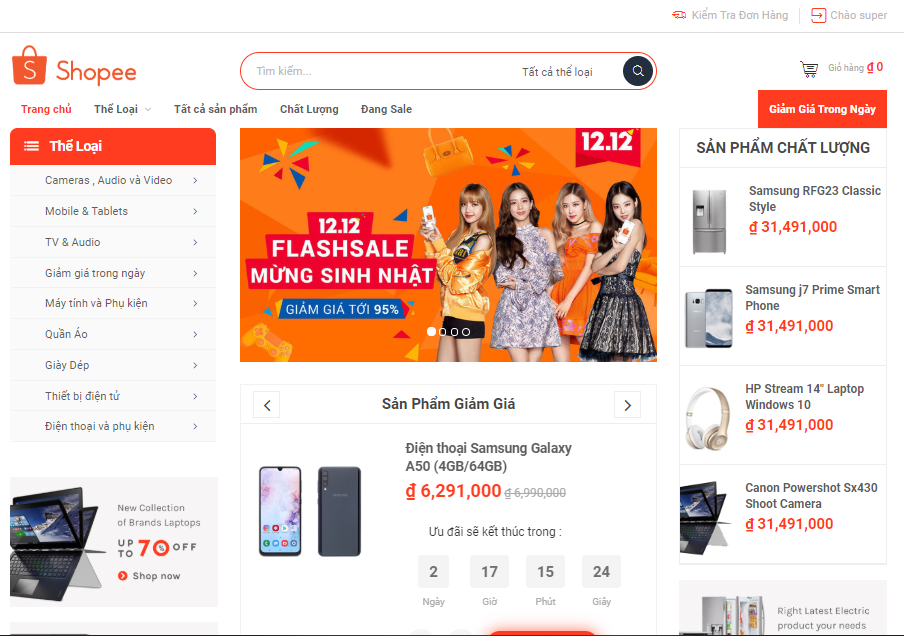 Kiểm Tra Đơn Hàng
Chào super
Shopee
Tìm kiếm...
Tất cả thể loại
Giỏ hàng ₫ 0
Trang chủ
Thể Loại
Tất cả sản phẩm
Chất Lượng
Đang Sale
Giảm Giá Trong Ngày
Thể Loại
Cameras , Audio và Video
Mobile & Tablets
TV & Audio
Giảm giá trong ngày
Máy tính và Phụ kiện
Quần Áo
Giày Dép
Thiết bị điện tử
Điện thoại và phụ kiện
New Collection
of Brands Laptops
UP TO 70% OFF
Shop now
12.12
12.12
FLASHSALE
MỪNG SINH NHẬT
GIẢM GIÁ TỚI 95%
Sản Phẩm Giảm Giá
Điện thoại Samsung Galaxy
A50 (4GB/64GB)
₫ 6,291,000 ₫ 6,990,000
Ưu đãi sẽ kết thúc trong :
2 17 15 24
Ngày Giờ Phút Giây
SẢN PHẨM CHẤT LƯỢNG
Samsung RFG23 Classic
Style
₫ 31,491,000
Samsung j7 Prime Smart
Phone
₫ 31,491,000
HP Stream 14" Laptop
Windows 10
₫ 31,491,000
Canon Powershot Sx430
Shoot Camera
₫ 31,491,000
Right Latest Electric
product your needs